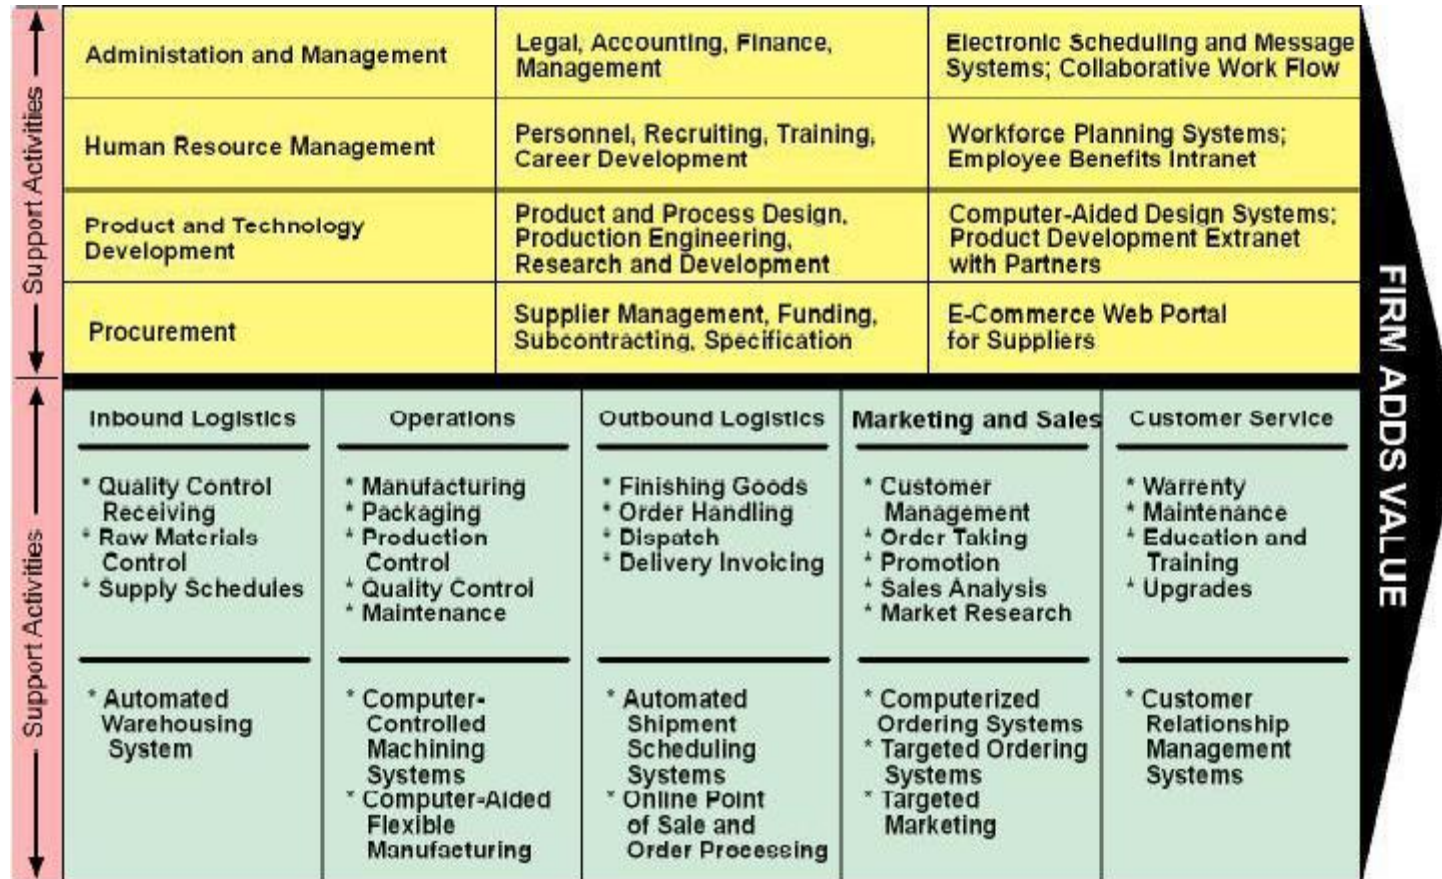 Support Activities
Administation and Management
Legal, Accounting, Finance,
Management
Electronic Scheduling and Message
Systems; Collaborative Work Flow
Human Resource Management
Personnel, Recruiting, Training,
Career Development
Workforce Planning Systems;
Employee Benefits Intranet
Product and Technology
Development
Product and Process Design,
Production Engineering,
Research and Development
Computer-Aided Design Systems;
Product Development Extranet
with Partners
Procurement
Supplier Management, Funding,
Subcontracting, Specification
E-Commerce Web Portal
for Suppliers
Support Activities
Inbound Logistics
* Quality Control
Receiving
* Raw Materials
Control
* Supply Schedules
* Automated
Warehousing
System
Operations
* Manufacturing
* Packaging
* Production
Control
* Quality Control
* Maintenance
* Computer-
Controlled
Machining
Systems
* Computer-Aided
Flexible
Manufacturing
Outbound Logistics
* Finishing Goods
* Order Handling
* Dispatch
* Delivery Invoicing
* Automated
Shipment
Scheduling
Systems
* Online Point
of Sale and
Order Processing
Marketing and Sales
* Customer
Management
* Order Taking
* Promotion
* Sales Analysis
* Market Research
* Computerized
Ordering Systems
* Targeted Ordering
Systems
* Targeted
Marketing
Customer Service
* Warrenty
* Maintenance
* Education and
Training
* Upgrades
* Customer
Relationship
Management
Systems
FIRM ADDS VALUE